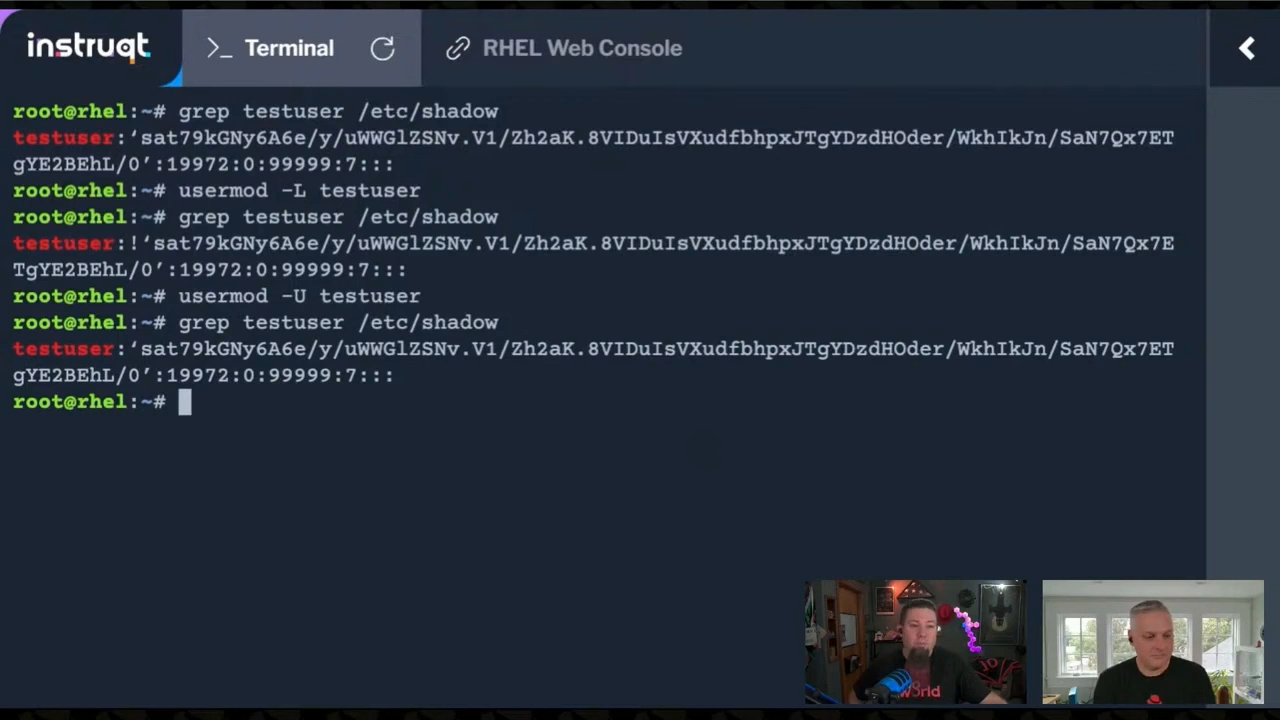 instruqt
>_ Terminal
RHEL Web Console
root@rhel:~# grep testuser /etc/shadow
testuser:‘sat79kGNy6A6e/y/uWWGlZSNv.V1/Zh2aK.8VIDuIsVXudfbhpxJTgYDzdHOder/WkhIkJn/SaN7Qx7ET
gYE2BEhL/0’:19972:0:99999:7:::
root@rhel:~# usermod -L testuser
root@rhel:~# grep testuser /etc/shadow
testuser:!‘sat79kGNy6A6e/y/uWWGlZSNv.V1/Zh2aK.8VIDuIsVXudfbhpxJTgYDzdHOder/WkhIkJn/SaN7Qx7E
TgYE2BEhL/0’:19972:0:99999:7:::
root@rhel:~# usermod -U testuser
root@rhel:~# grep testuser /etc/shadow
testuser:‘sat79kGNy6A6e/y/uWWGlZSNv.V1/Zh2aK.8VIDuIsVXudfbhpxJTgYDzdHOder/WkhIkJn/SaN7Qx7ET
gYE2BEhL/0’:19972:0:99999:7:::
root@rhel:~#